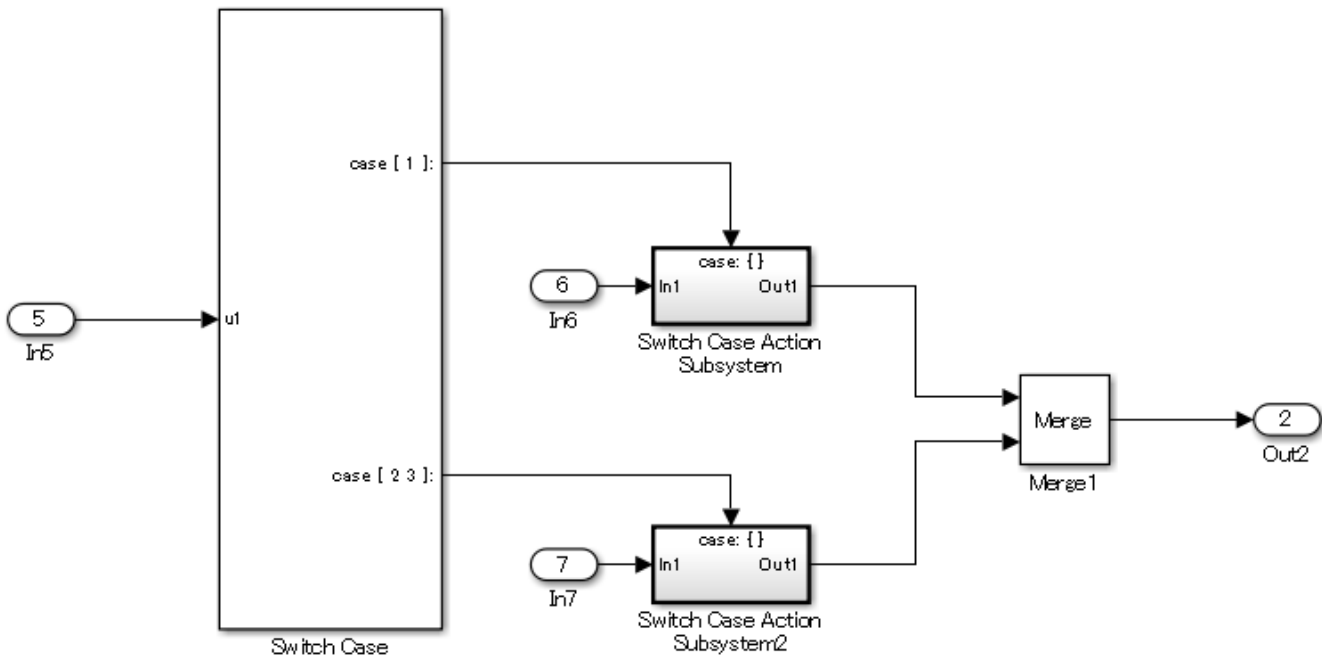 case [ 1 ]:
case: { }
6
In1
Out1
In6
Switch Case Action
Subsystem
5
In5
u1
Merge
Merge1
2
Out2
case [ 2 3 ]:
case: { }
7
In1
Out1
In7
Switch Case Action
Subsystem2
Switch Case